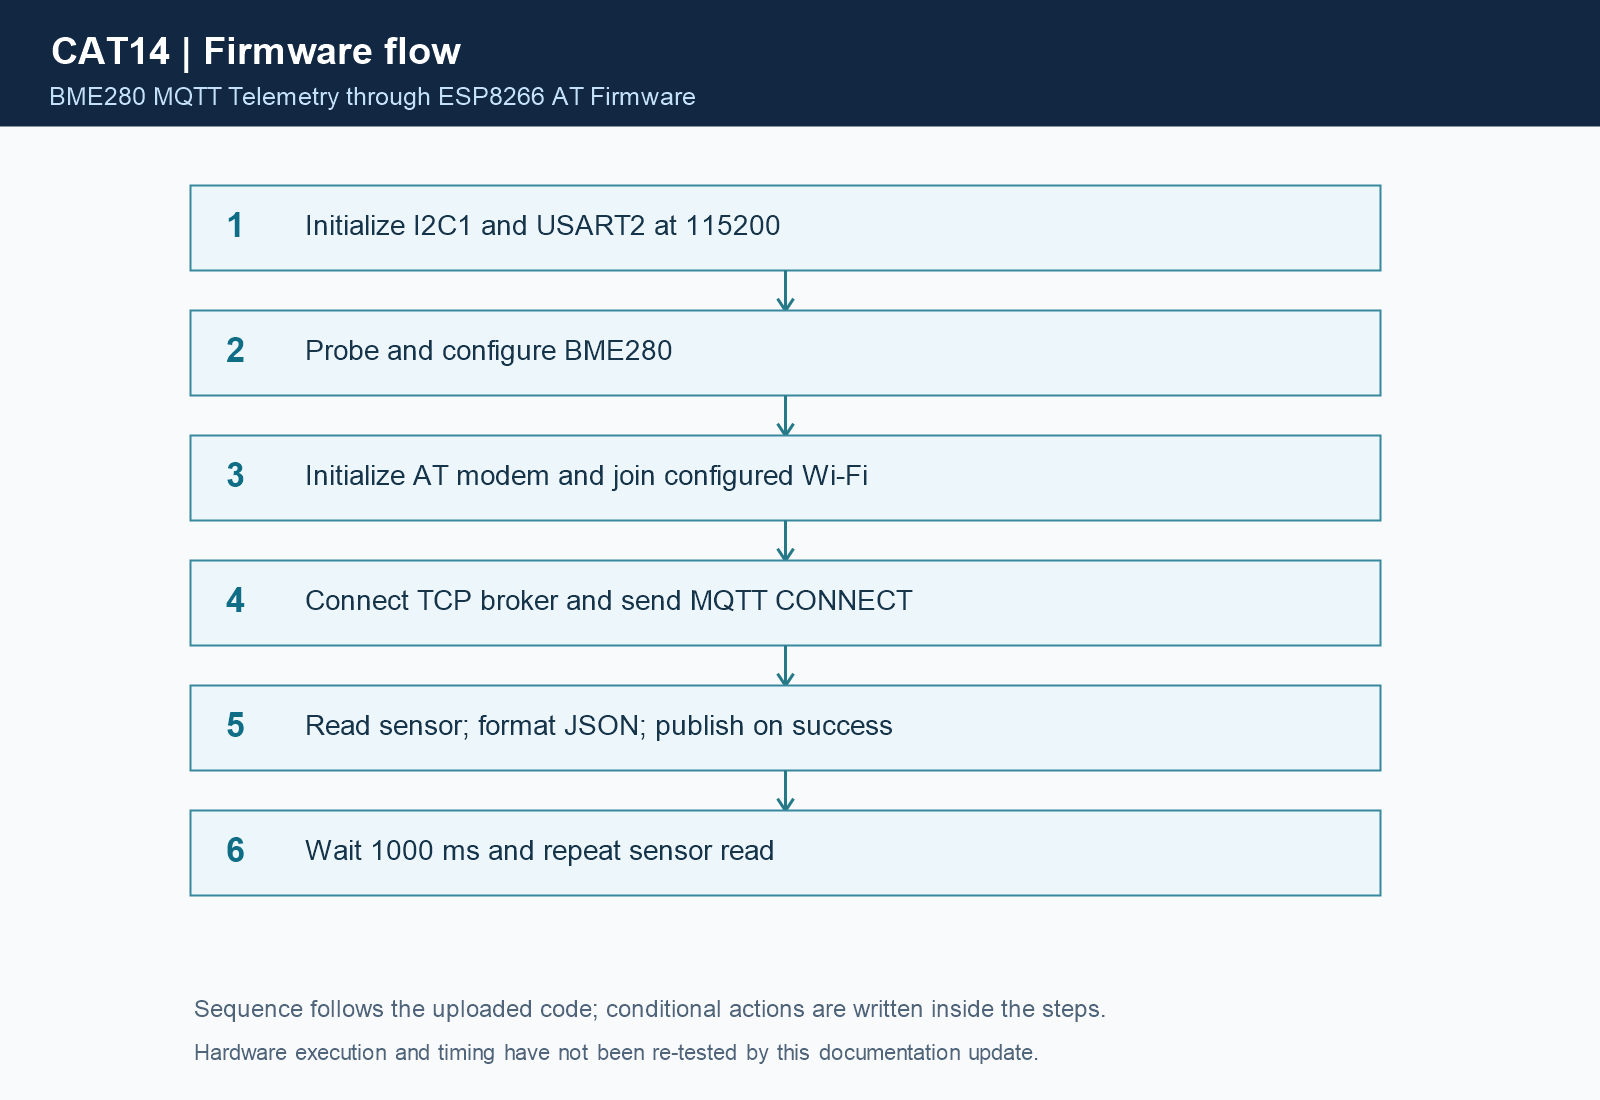 CAT14 | Firmware flow
BME280 MQTT Telemetry through ESP8266 AT Firmware
1 Initialize I2C1 and USART2 at 115200
2 Probe and configure BME280
3 Initialize AT modem and join configured Wi-Fi
4 Connect TCP broker and send MQTT CONNECT
5 Read sensor; format JSON; publish on success
6 Wait 1000 ms and repeat sensor read
Sequence follows the uploaded code; conditional actions are written inside the steps.
Hardware execution and timing have not been re-tested by this documentation update.